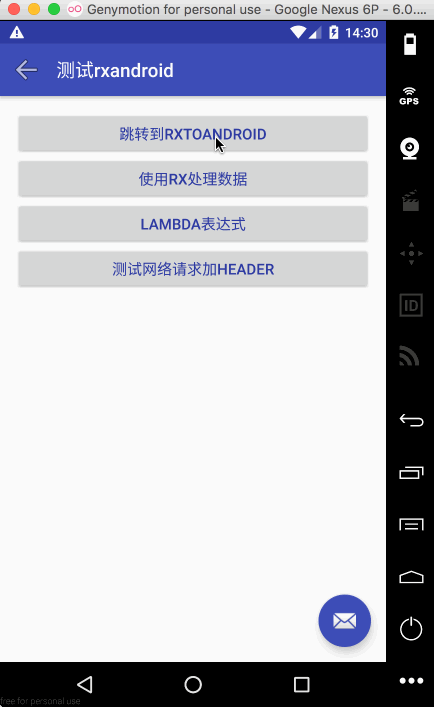 Genymotion for personal use - Google Nexus 6P - 6.0....
14:30
测试rxandroid
跳转到RXTOANDROID
使用RX处理数据
LAMBDA表达式
测试网络请求加HEADER
GPS
ID
free for personal use